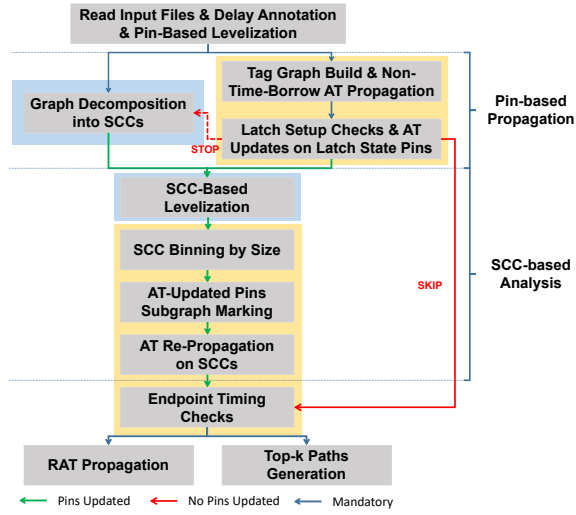 Read Input Files & Delay Annotation
& Pin-Based Levelization
Tag Graph Build & Non-
Time-Borrow AT Propagation
Graph Decomposition
into SCCs
STOP
Latch Setup Checks & AT
Updates on Latch State Pins
Pin-based
Propagation
SCC-Based
Levelization
SCC Binning by Size
AT-Updated Pins
Subgraph Marking
AT Re-Propagation
on SCCs
SKIP
SCC-based
Analysis
Endpoint Timing
Checks
RAT Propagation
Top-k Paths
Generation
Pins Updated
No Pins Updated
Mandatory